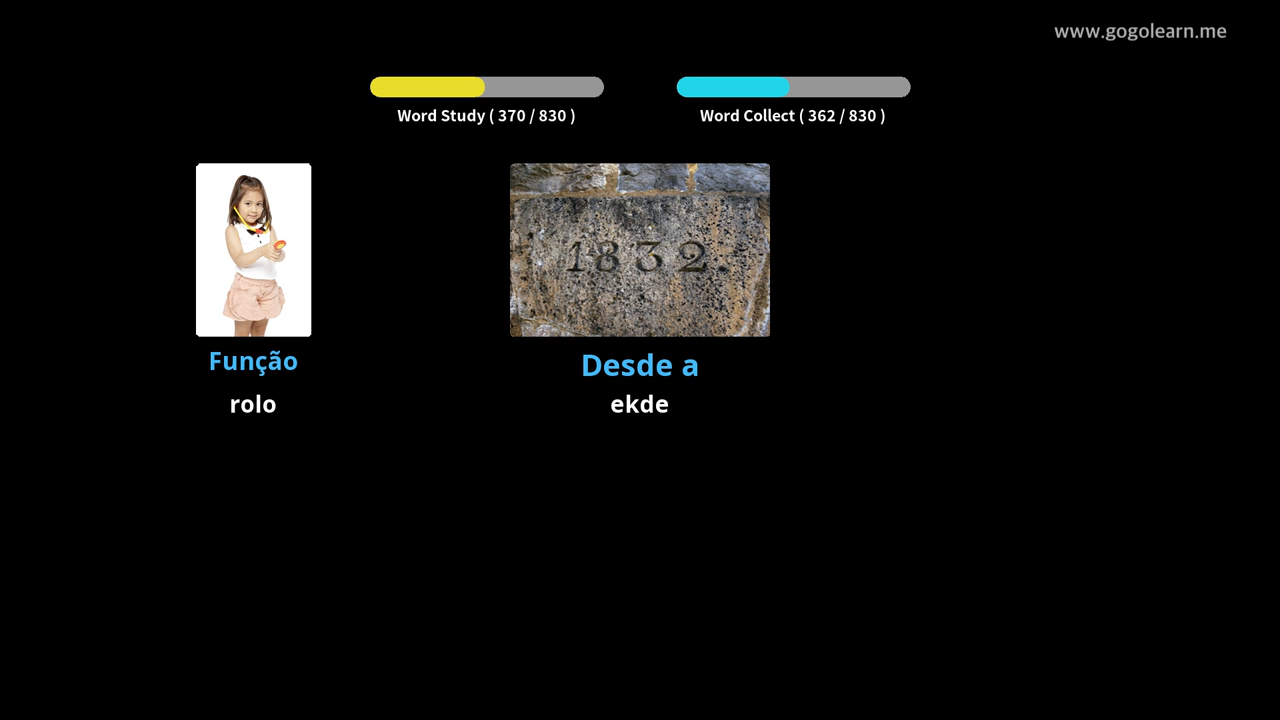 www.gogolearn.me
Word Study ( 370 / 830 )
Word Collect ( 362 / 830 )
1832.
Função
rolo
Desde a
ekde